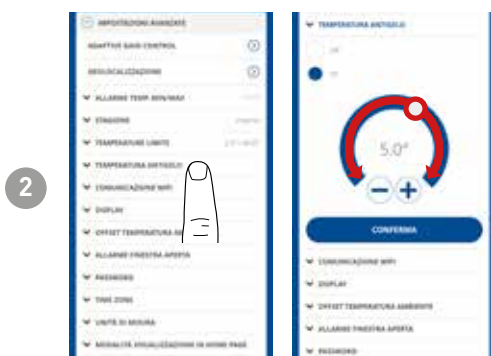 2
IMPOSTAZIONI AVANZATE
ADAPTIVE GAIN CONTROL
GEOLOCALIZZAZIONE
ALLARME TEMP. MIN/MAX
STAGIONE
TEMPERATURE LIMITE
TEMPERATURA ANTIGELO
COMUNICAZIONE WIFI
DISPLAY
OFFSET TEMPERATURA
ALLARME FINESTRA APERTA
PASSWORD
TIME ZONE
UNITÀ DI MISURA
MODALITÀ VISUALIZZAZIONE IN HOME PAGE
TEMPERATURA ANTIGELO
5.0°
CONFERMA
COMUNICAZIONE WIFI
DISPLAY
OFFSET TEMPERATURA AMBIENTE
ALLARME FINESTRA APERTA
PASSWORD